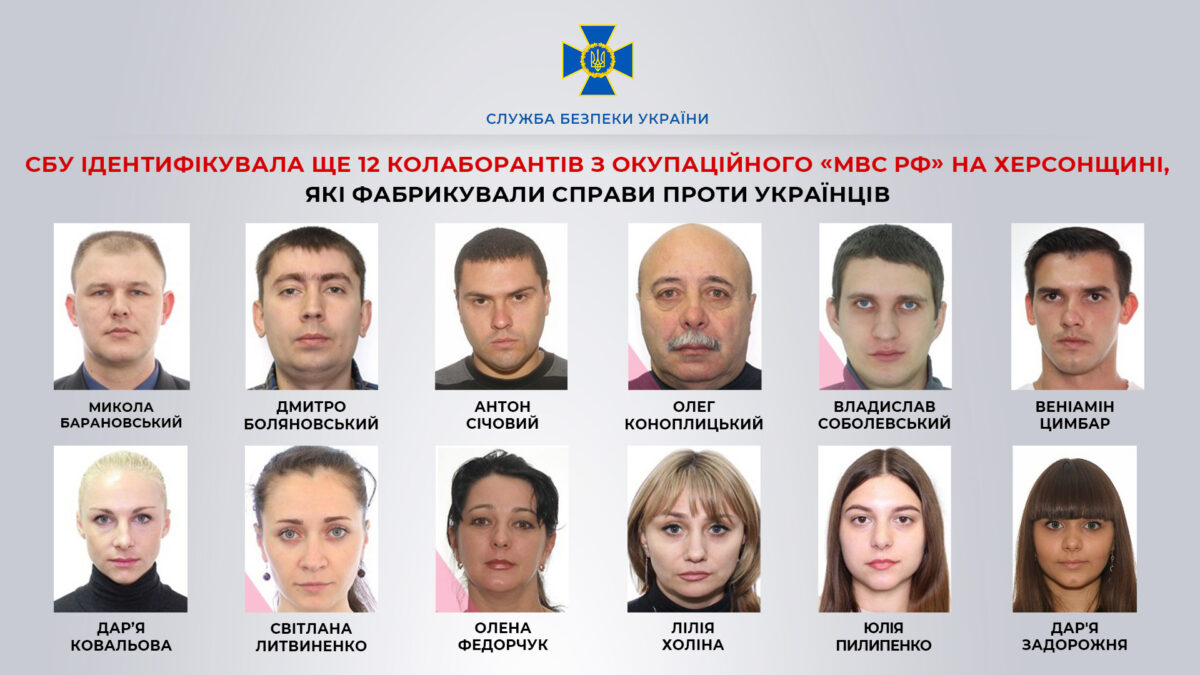 СЛУЖБА БЕЗПЕКИ УКРАЇНИ
СБУ ІДЕНТИФІКУВАЛА ЩЕ 12 КОЛАБОРАНТІВ З ОКУПАЦІЙНОГО «МВС РФ» НА ХЕРСОНЩИНІ,
ЯКІ ФАБРИКУВАЛИ СПРАВИ ПРОТИ УКРАЇНЦІВ
МИКОЛА
БАРАНОВСЬКИЙ
ДМИТРО
БОЛЯНОВСЬКИЙ
АНТОН
СІЧОВИЙ
ОЛЕГ
КОНОПЛИЦЬКИЙ
ВЛАДИСЛАВ
СОБОЛЕВСЬКИЙ
ВЕНІАМІН
ЦИМБАР
ДАР’Я
КОВАЛЬОВА
СВІТЛАНА
ЛИТВИНЕНКО
ОЛЕНА
ФЕДОРЧУК
ЛІЛІЯ
ХОЛІНА
ЮЛІЯ
ПИЛИПЕНКО
ДАР'Я
ЗАДОРОЖНЯ